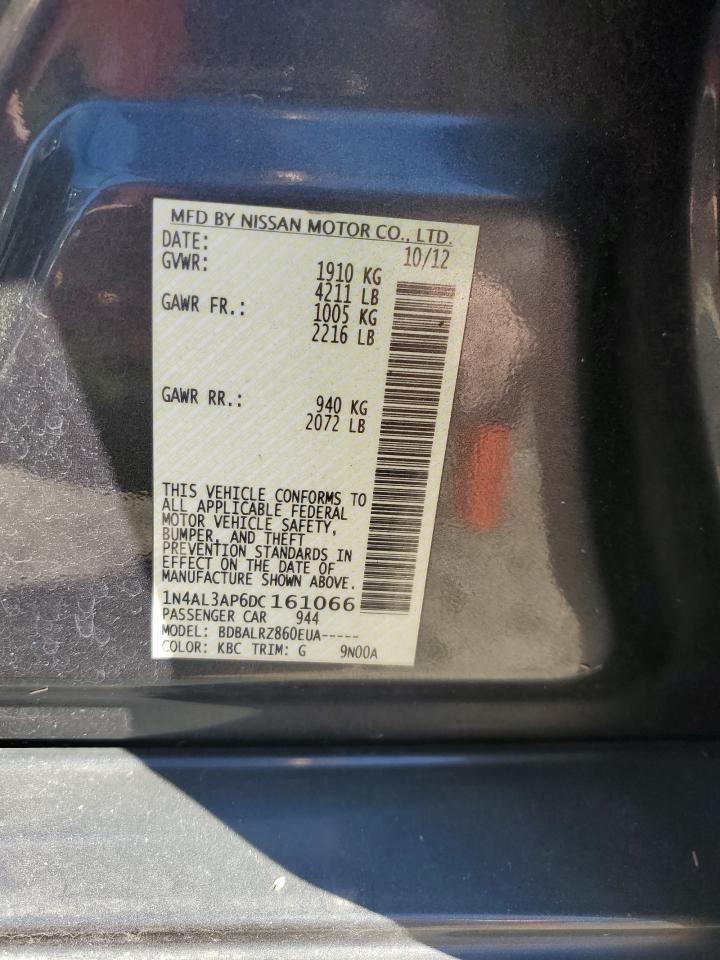 MFD BY NISSAN MOTOR CO., LTD.
DATE: 10/12
GVWR: 1910 KG
4211 LB
GAWR FR.: 1005 KG
2216 LB
GAWR RR.: 940 KG
2072 LB
THIS VEHICLE CONFORMS TO
ALL APPLICABLE FEDERAL
MOTOR VEHICLE SAFETY,
BUMPER, AND THEFT
PREVENTION STANDARDS IN
EFFECT ON THE DATE OF
MANUFACTURE SHOWN ABOVE.
1N4AL3AP6DC161066
PASSENGER CAR 944
MODEL: BDBALRZ860EUA-----
COLOR: KBC TRIM: G 9N00A